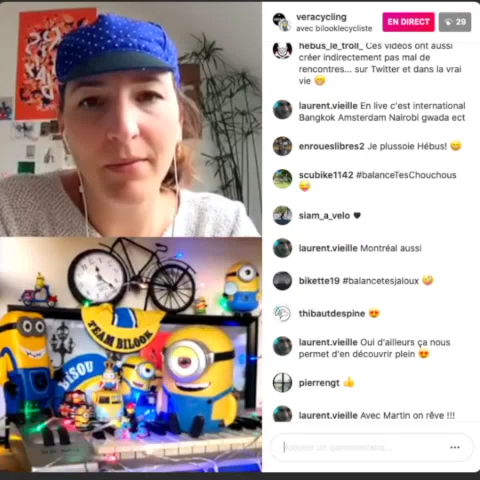 veracycling
avec bilooklecycliste
EN DIRECT
29
hebus_le_troll_ Ces vidéos ont aussi
créer indirectement pas mal de
rencontres... sur Twitter et dans la vrai
vie 😁
laurent.vieille En live c'est international
Bangkok Amsterdam Nairobi gwada ect
enroueslibres2 Je plussoie Hébus! 😄
scubike1142 #balanceTesChouchous
😜
siam_a_velo 🖤
laurent.vieille Montréal aussi
bikette19 #balancetesjaloux 🤪
thibautdespine 😍
laurent.vieille Oui d'ailleurs ça nous
permet d'en découvrir plein 😍
pierrengt 👍
laurent.vieille Avec Martin on rêve !!!
Ajouter un commentaire...
TEAM BILOOK
BISOU